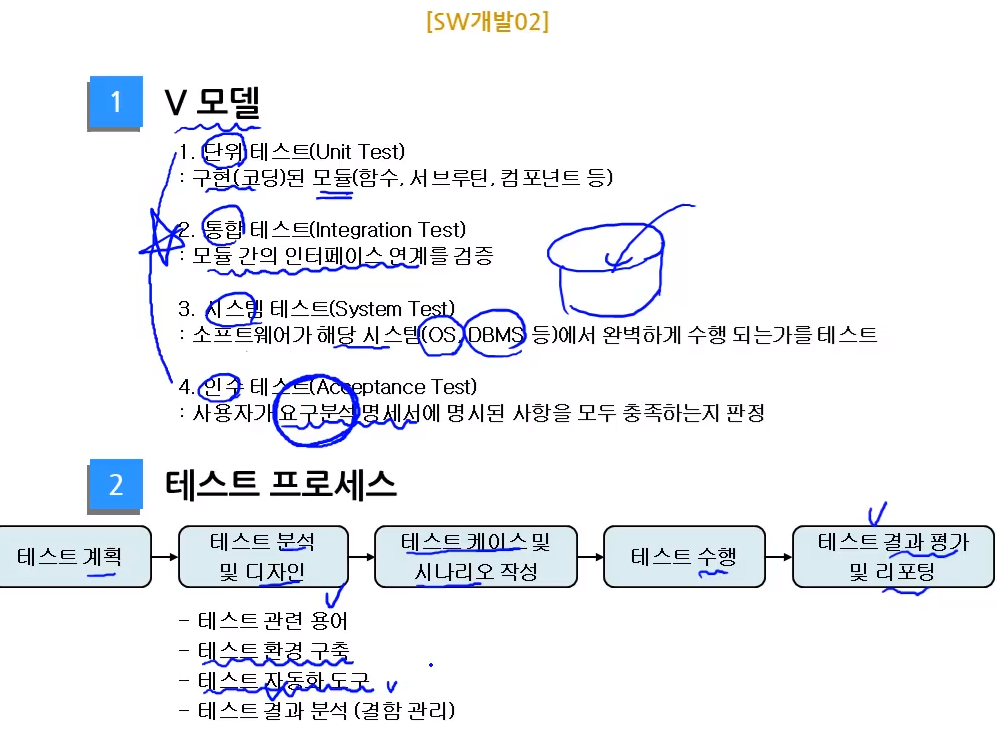 [SW개발02]
1 V 모델
1. 단위 테스트(Unit Test)
: 구현(코딩)된 모듈(함수, 서브루틴, 컴포넌트 등)
2. 통합 테스트(Integration Test)
: 모듈 간의 인터페이스 연계를 검증
3. 시스템 테스트(System Test)
: 소프트웨어가 해당 시스템(OS, DBMS 등)에서 완벽하게 수행 되는가를 테스트
4. 인수 테스트(Acceptance Test)
: 사용자가 요구분석 명세서에 명시된 사항을 모두 충족하는지 판정
2 테스트 프로세스
테스트 계획
테스트 분석
및 디자인
테스트 케이스 및
시나리오 작성
테스트 수행
테스트 결과 평가
및 리포팅
- 테스트 관련 용어
- 테스트 환경 구축
- 테스트 자동화 도구
- 테스트 결과 분석 (결함 관리)